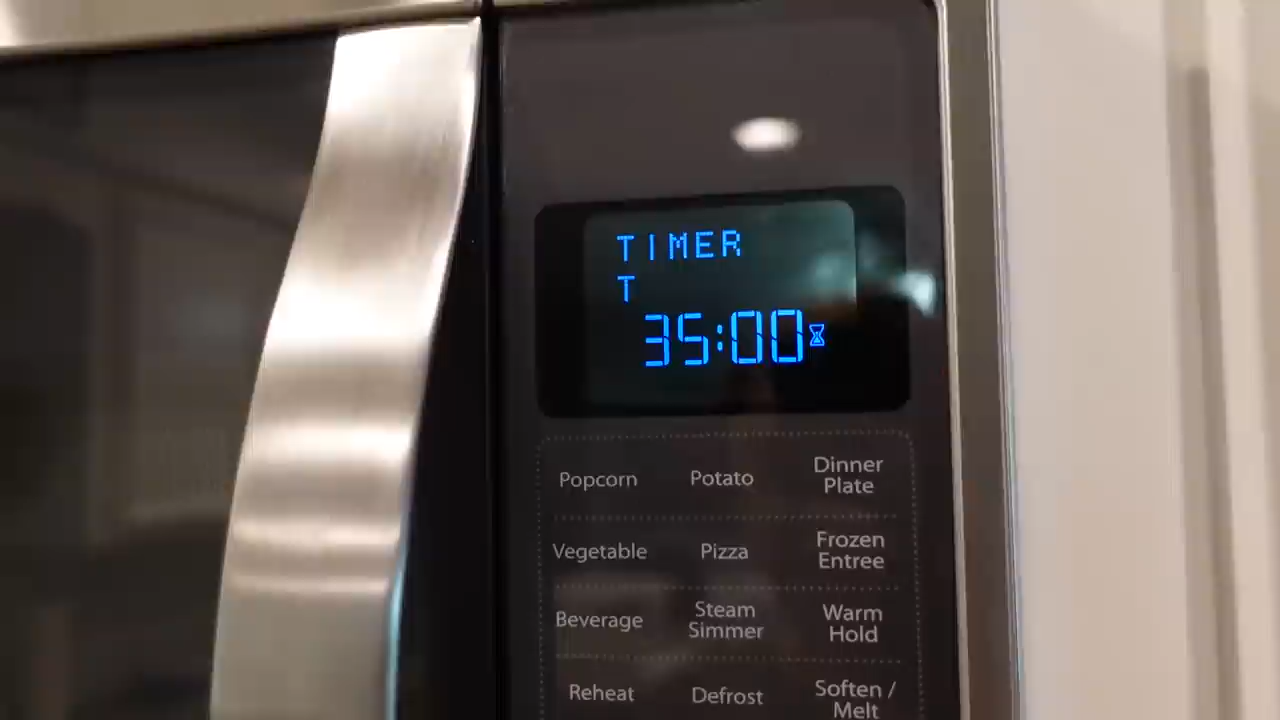 TIMER
T
35:00
Popcorn Potato Dinner Plate
Vegetable Pizza Frozen Entree
Beverage Steam Simmer Warm Hold
Reheat Defrost Soften / Melt